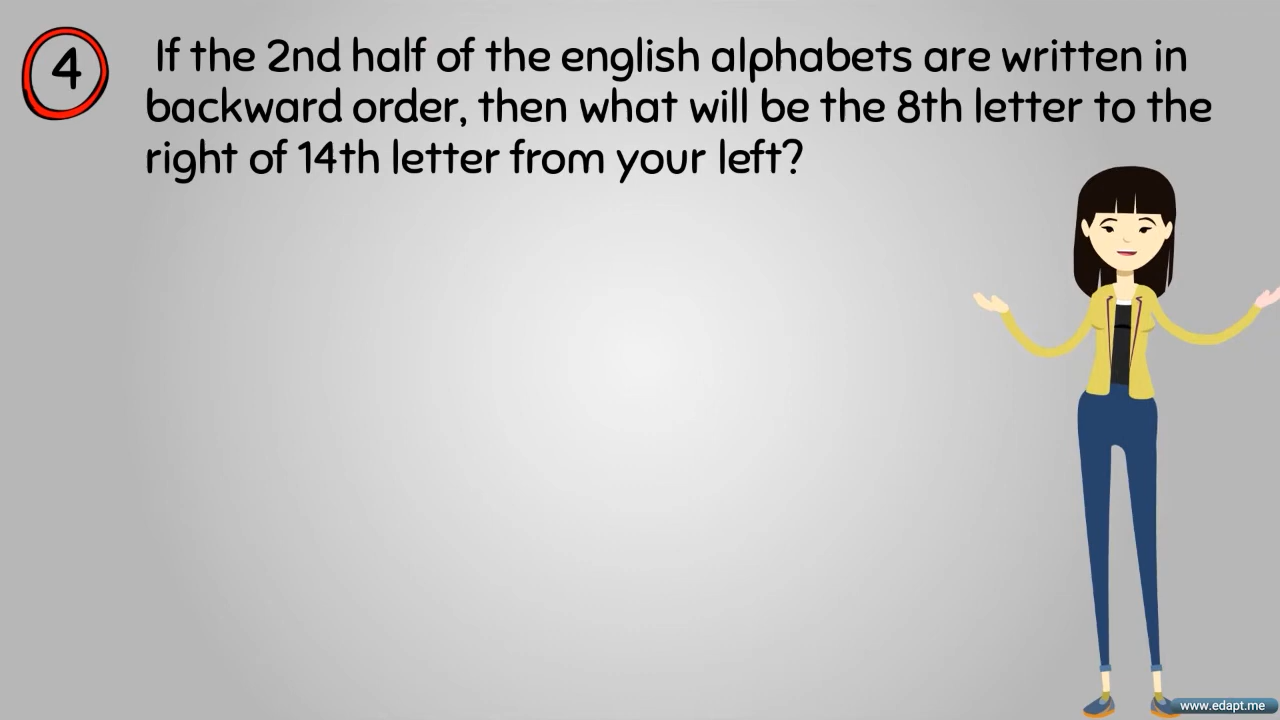 4
If the 2nd half of the english alphabets are written in
backward order, then what will be the 8th letter to the
right of 14th letter from your left?
www.edapt.me